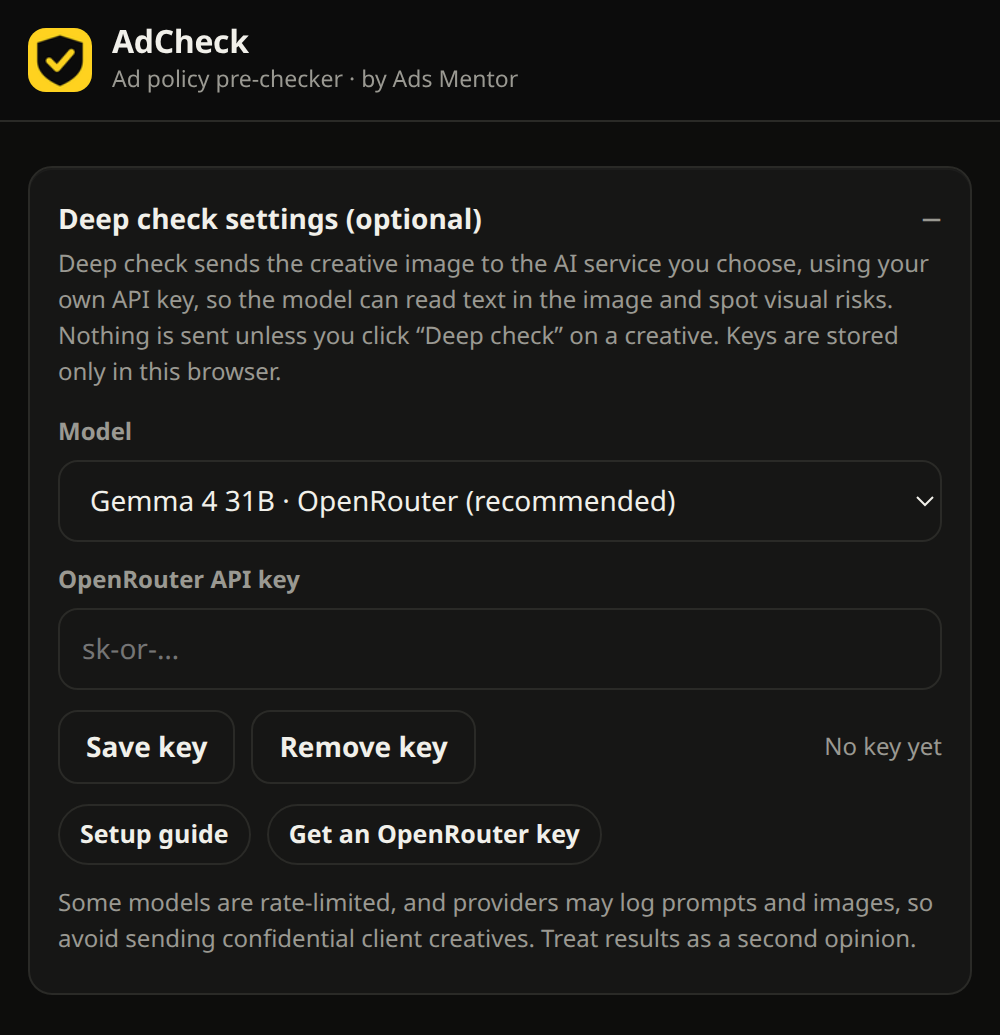 AdCheck
Ad policy pre-checker · by Ads Mentor
Deep check settings (optional)
Deep check sends the creative image to the AI service you choose, using your
own API key, so the model can read text in the image and spot visual risks.
Nothing is sent unless you click “Deep check” on a creative. Keys are stored
only in this browser.
Model
Gemma 4 31B · OpenRouter (recommended)
OpenRouter API key
sk-or-...
Save key
Remove key
No key yet
Setup guide
Get an OpenRouter key
Some models are rate-limited, and providers may log prompts and images, so
avoid sending confidential client creatives. Treat results as a second opinion.